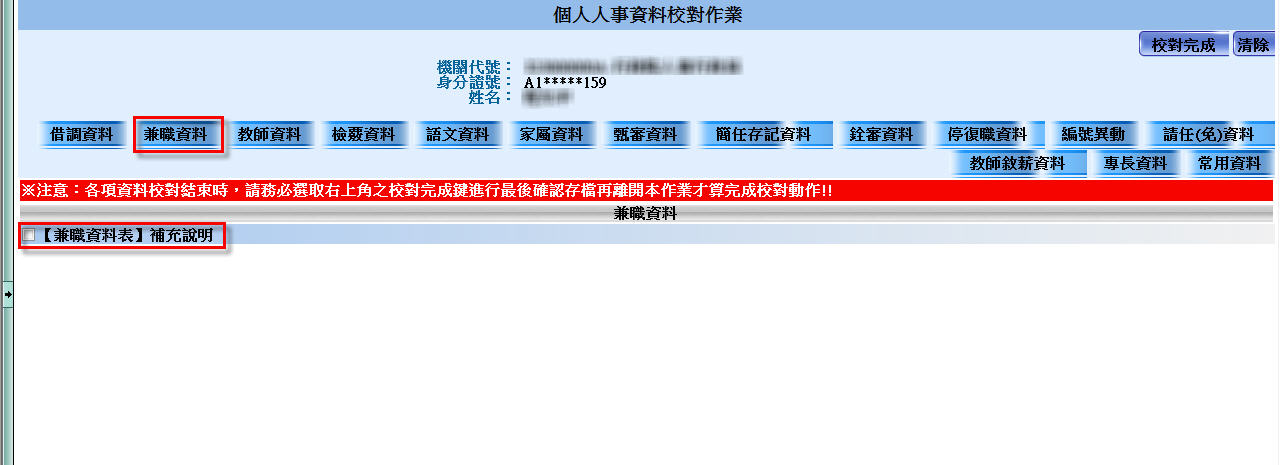 個人人事資料校對作業
校對完成 清除
機關代號：
身分證號： A1*****159
姓名：
借調資料 兼職資料 教師資料 檢覈資料 語文資料 家屬資料 甄審資料 簡任存記資料 銓審資料 停復職資料 編號異動 請任(免)資料
教師敘薪資料 專長資料 常用資料
※注意：各項資料校對結束時，請務必選取右上角之校對完成鍵進行最後確認存檔再離開本作業才算完成校對動作!!
兼職資料
【兼職資料表】補充說明